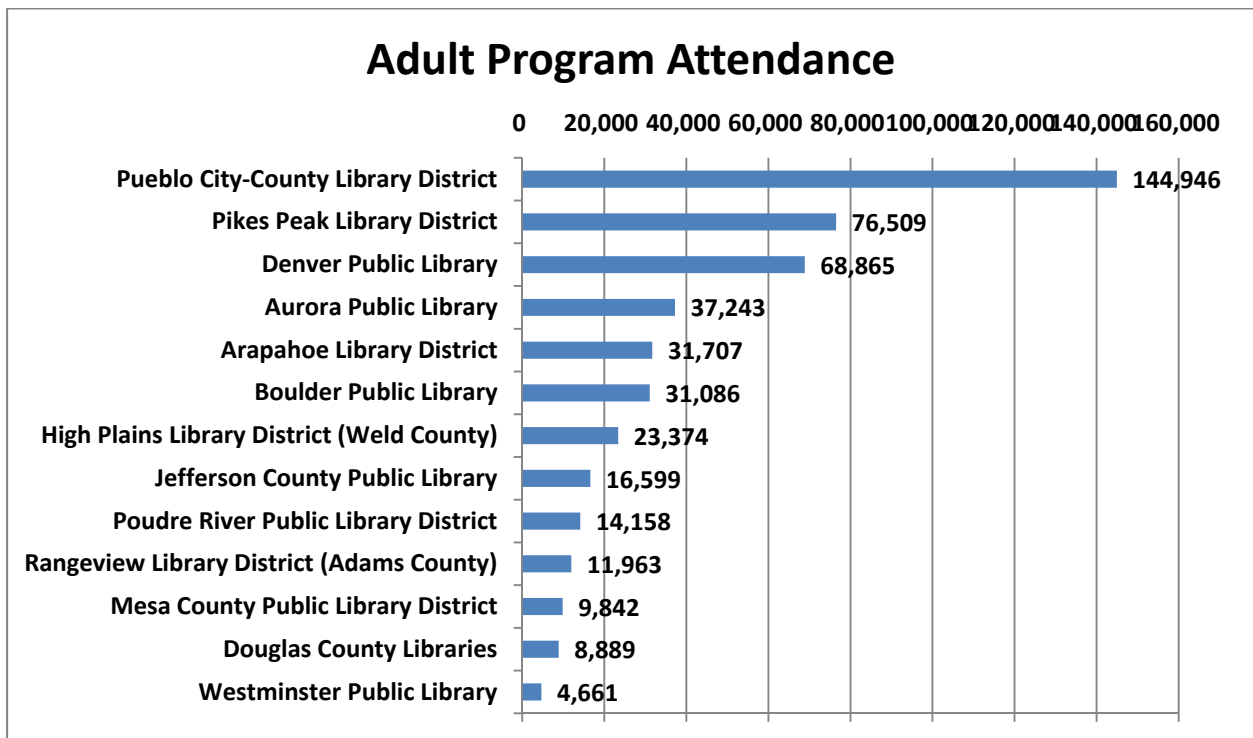 Adult Program Attendance
0 20,000 40,000 60,000 80,000 100,000 120,000 140,000 160,000
Pueblo City-County Library District 144,946
Pikes Peak Library District 76,509
Denver Public Library 68,865
Aurora Public Library 37,243
Arapahoe Library District 31,707
Boulder Public Library 31,086
High Plains Library District (Weld County) 23,374
Jefferson County Public Library 16,599
Poudre River Public Library District 14,158
Rangeview Library District (Adams County) 11,963
Mesa County Public Library District 9,842
Douglas County Libraries 8,889
Westminster Public Library 4,661